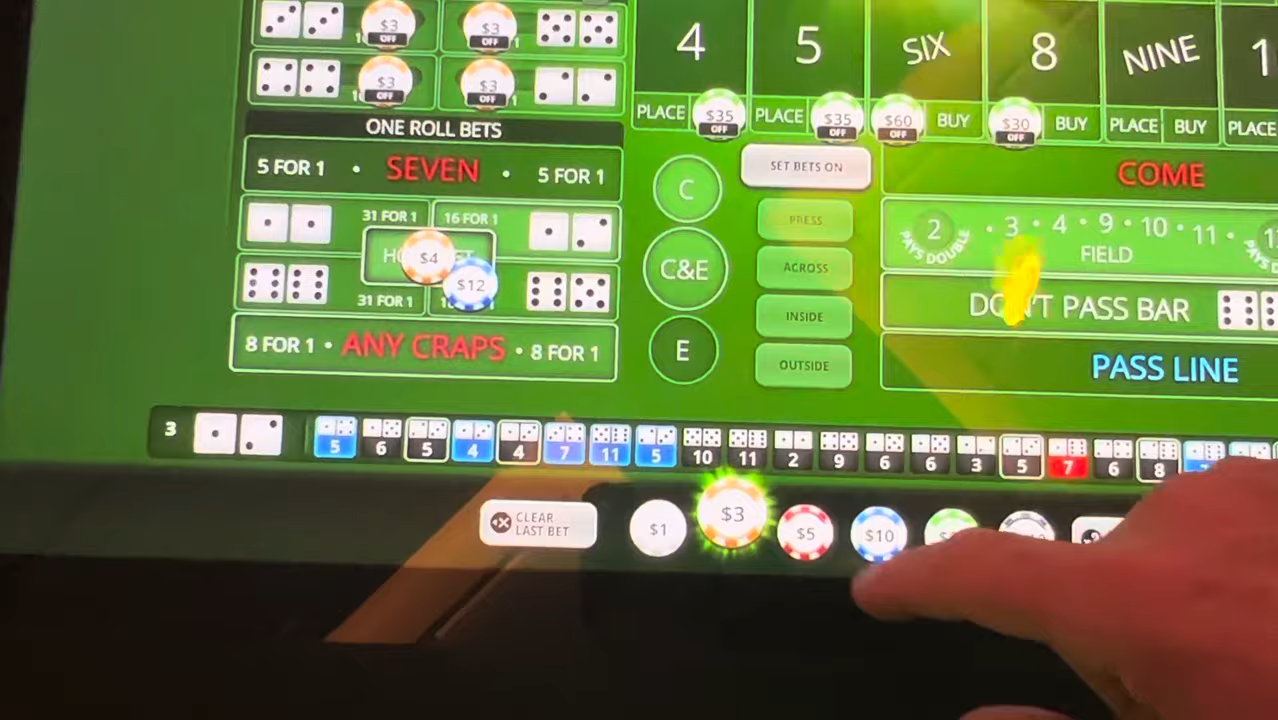 $3 OFF
$3 OFF
$3 OFF
$3 OFF
4 5 SIX 8 NINE
PLACE $35 OFF PLACE $35 OFF $60 OFF BUY $30 OFF BUY PLACE BUY PLACE
ONE ROLL BETS
5 FOR 1 • SEVEN • 5 FOR 1
31 FOR 1 16 FOR 1
$4
$12
31 FOR 1
8 FOR 1 • ANY CRAPS • 8 FOR 1
C
C&E
E
SET BETS ON
PRESS
ACROSS
INSIDE
OUTSIDE
COME
2 PAYS DOUBLE • 3 • 4 • 9 • 10 • 11 •
FIELD
DON'T PASS BAR
PASS LINE
3 5 6 5 4 4 7 11 5 10 11 2 9 6 6 3 5 7 6 8
CLEAR LAST BET
$1 $3 $5 $10